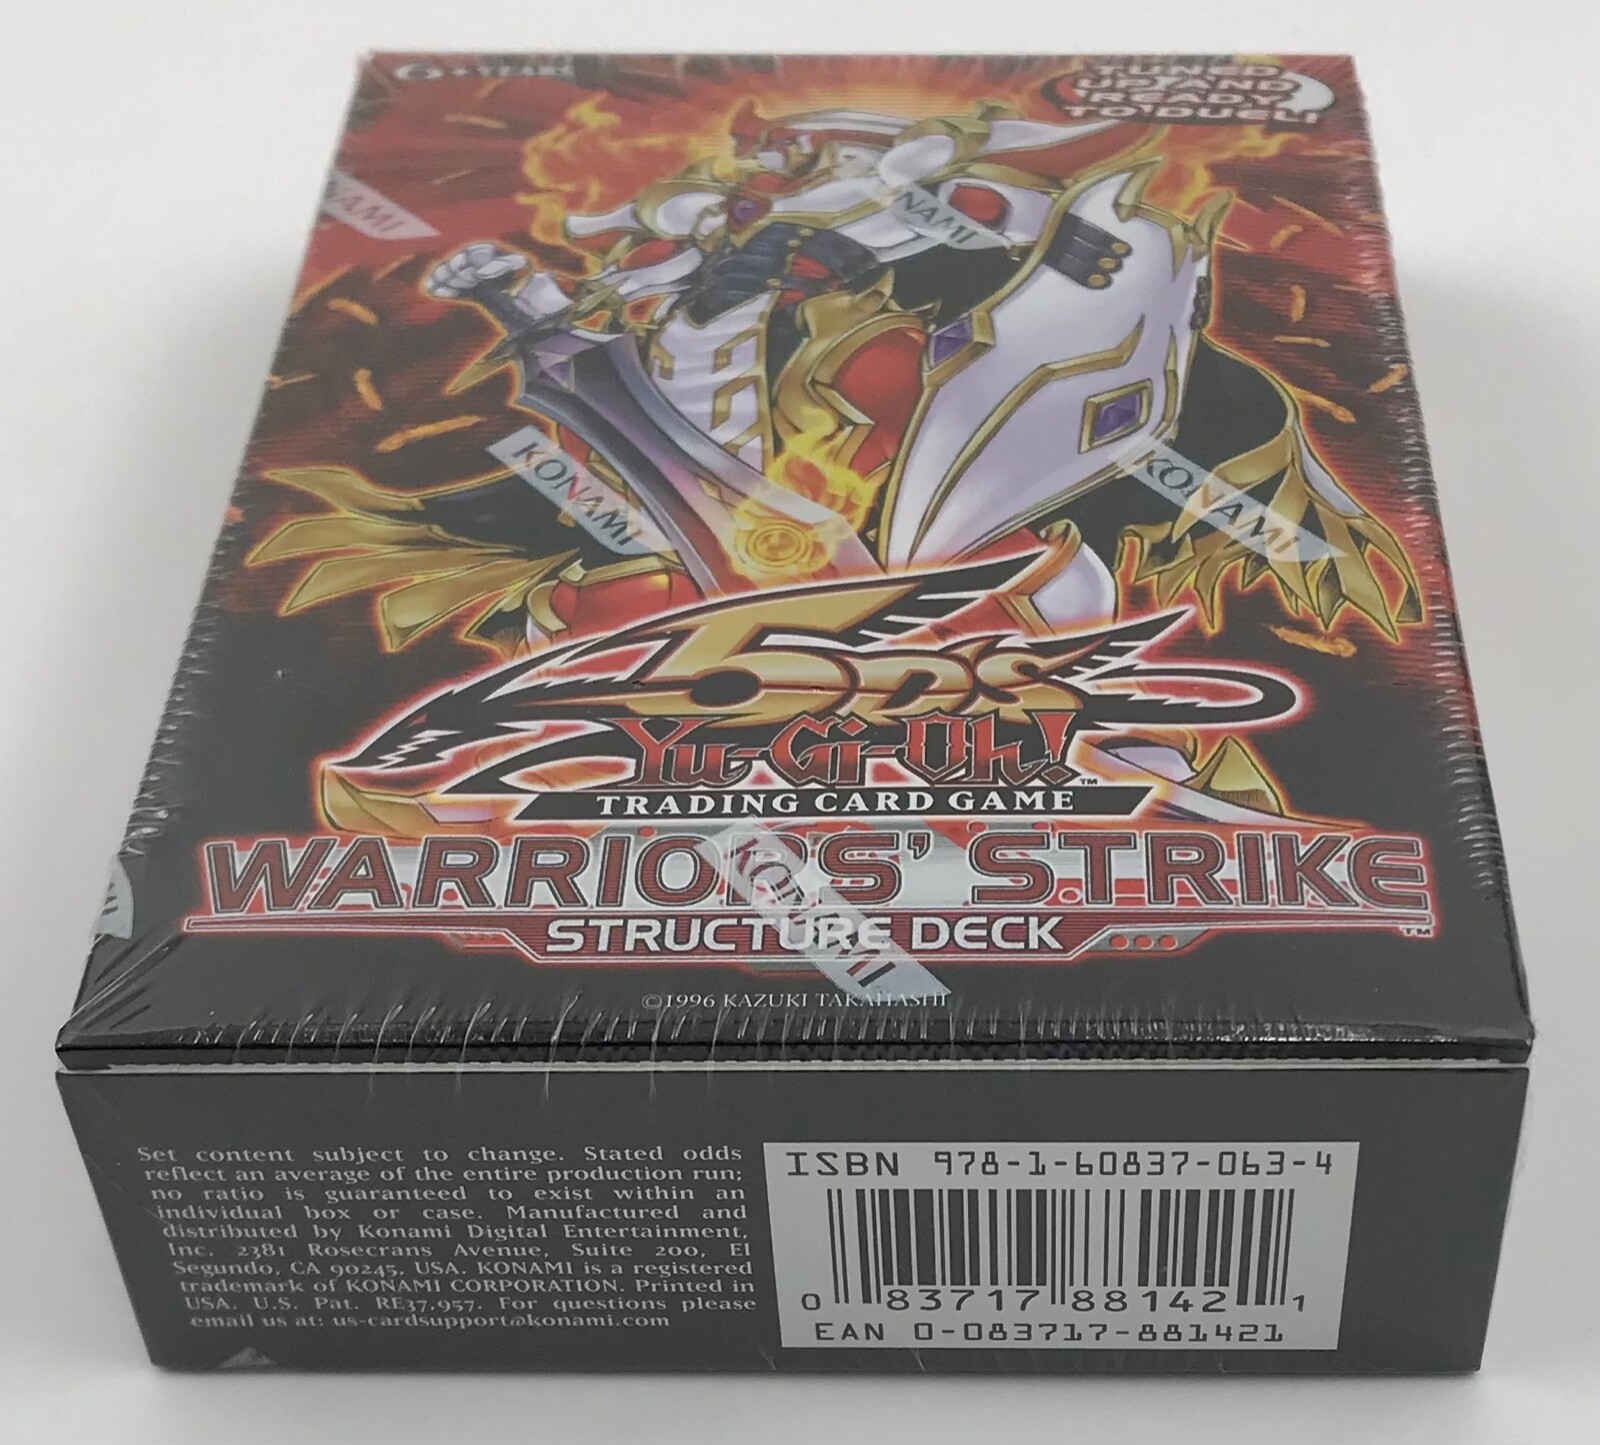 6+ YEARS
TUNED
UP AND
READY
TO DUEL!
KONAMI
NAMI
KONAMI
KONAMI
5D's
Yu-Gi-Oh!™
TRADING CARD GAME
WARRIORS' STRIKE™
STRUCTURE DECK
KONAMI
©1996 KAZUKI TAKAHASHI
Set content subject to change. Stated odds
reflect an average of the entire production run;
no ratio is guaranteed to exist within an
individual box or case. Manufactured and
distributed by Konami Digital Entertainment,
Inc. 2381 Rosecrans Avenue, Suite 200, El
Segundo, CA 90245, USA. KONAMI is a registered
trademark of KONAMI CORPORATION. Printed in
USA. U.S. Pat. RE37,957. For questions please
email us at: us-cardsupport@konami.com
ISBN 978-1-60837-063-4
0 83717 88142 1
EAN 0-083717-881421